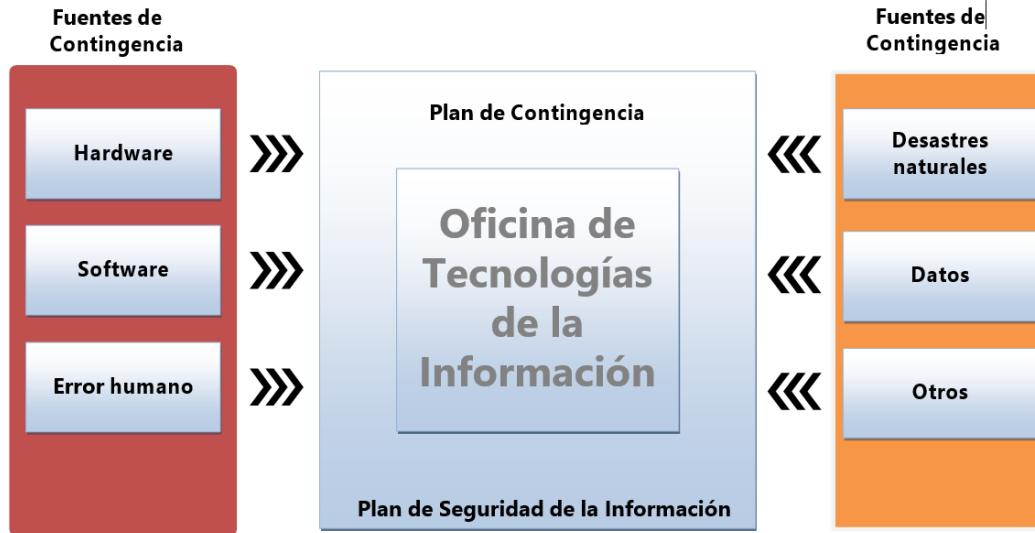 Fuentes de
Contingencia
Hardware
Software
Error humano
Plan de Contingencia
Oficina de
Tecnologías
de la
Información
Plan de Seguridad de la Información
Fuentes de
Contingencia
Desastres
naturales
Datos
Otros